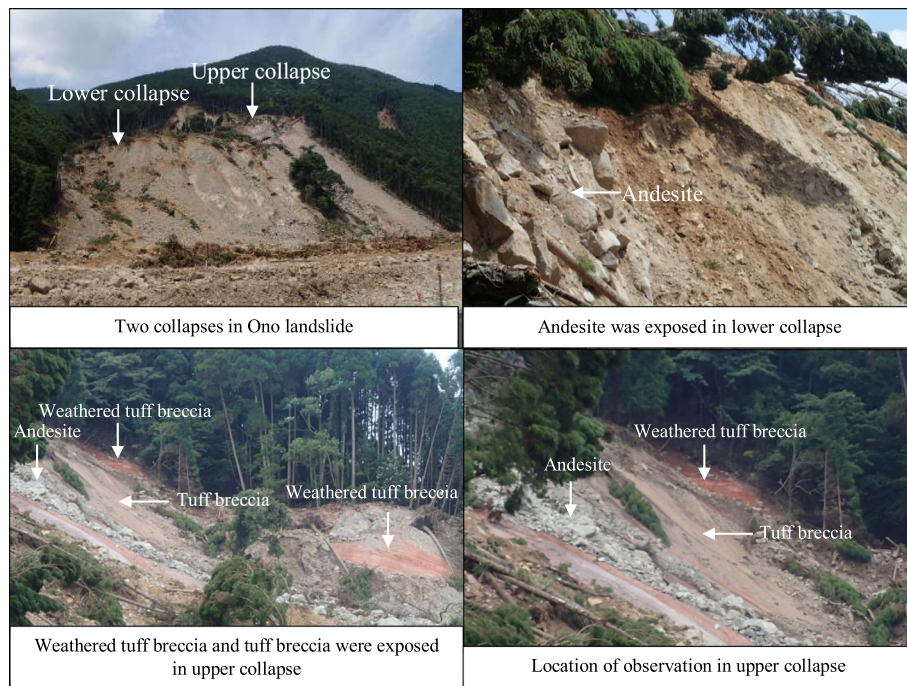 Upper collapse
Lower collapse
Two collapses in Ono landslide
Andesite
Andesite was exposed in lower collapse
Weathered tuff breccia
Andesite
Tuff breccia
Weathered tuff breccia
Weathered tuff breccia and tuff breccia were exposed
in upper collapse
Weathered tuff breccia
Andesite
Tuff breccia
Location of observation in upper collapse